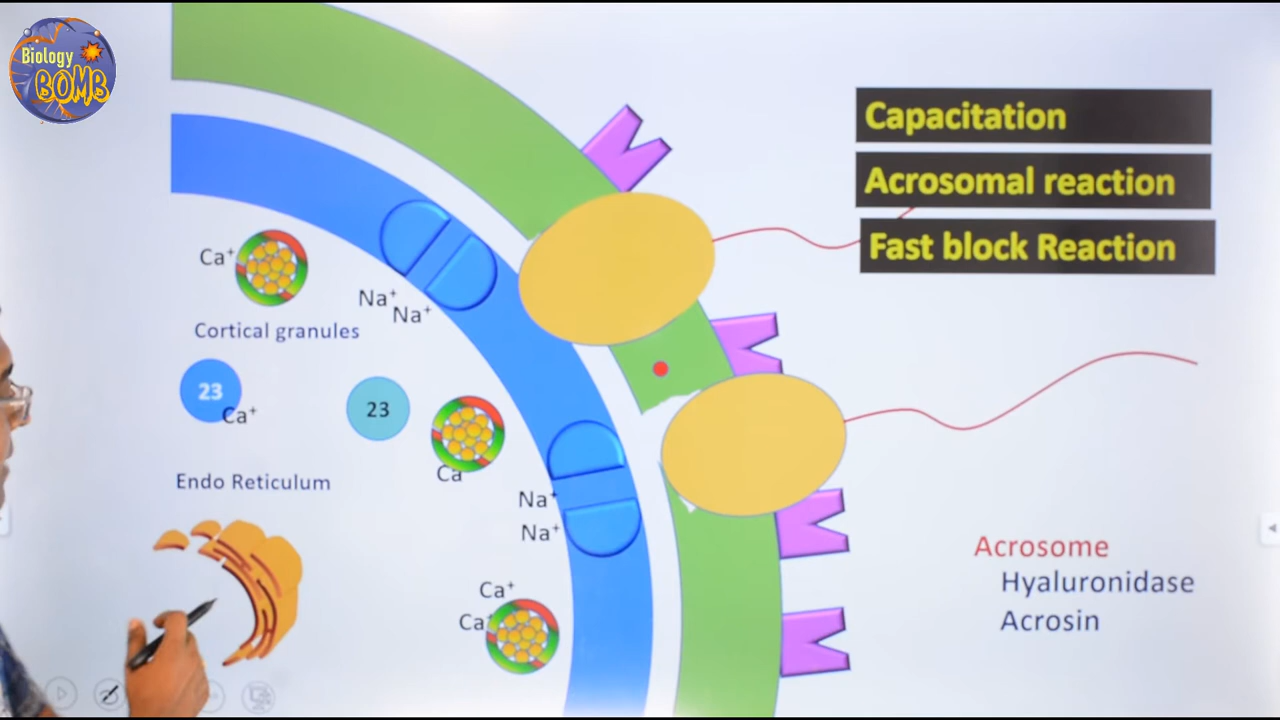 Biology
BOMB
Capacitation
Acrosomal reaction
Fast block Reaction
Ca⁺
Na⁺
Na⁺
Cortical granules
23
Ca⁺
23
Ca
Endo Reticulum
Na⁺
Na⁺
Ca⁺
Ca⁺
Acrosome
Hyaluronidase
Acrosin